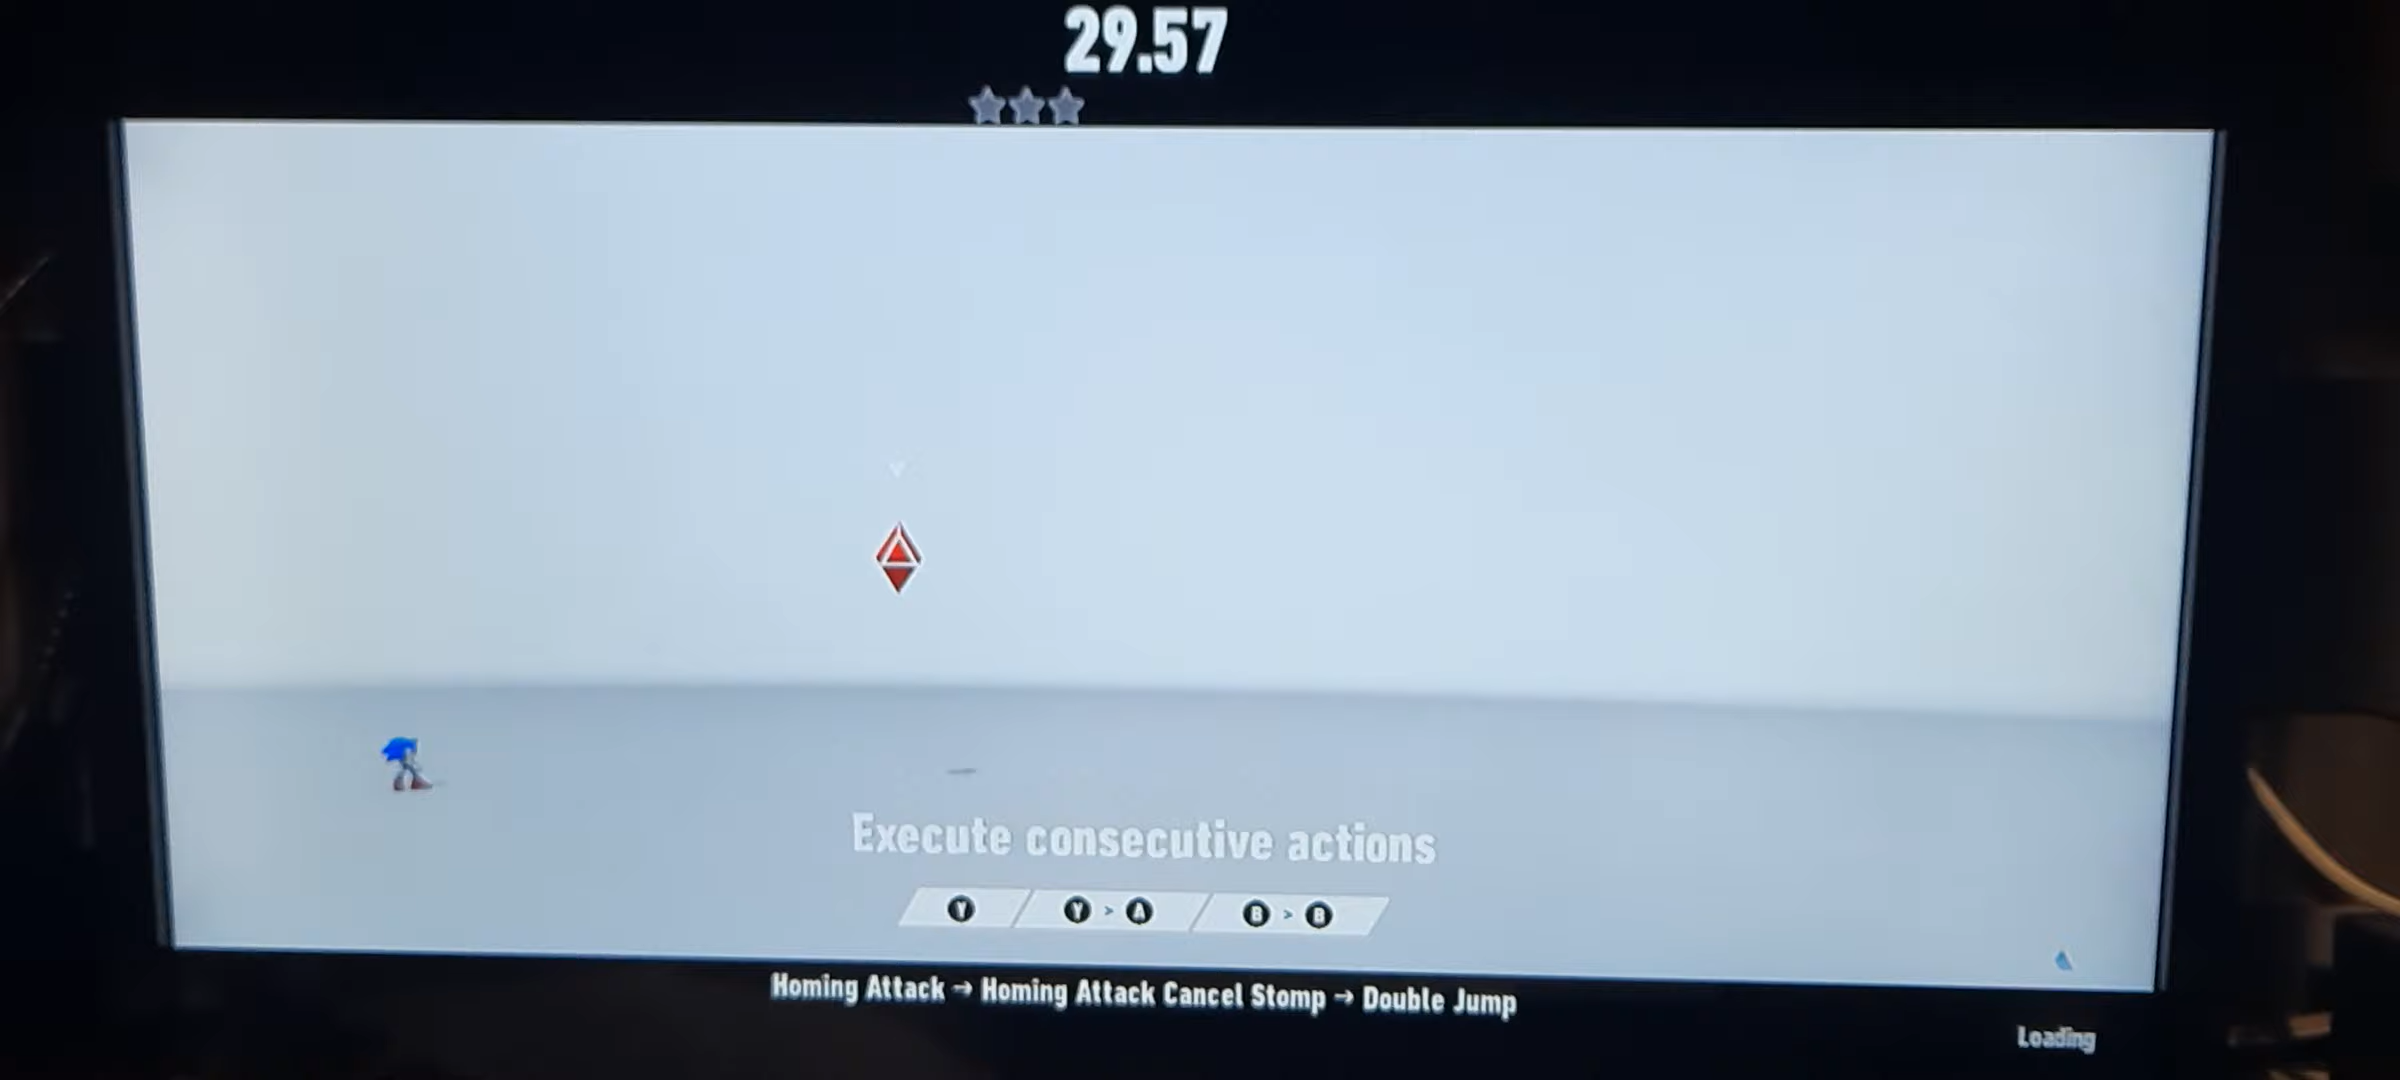 29.57
Execute consecutive actions
Y Y > A B > B
Homing Attack → Homing Attack Cancel Stomp → Double Jump
Loading